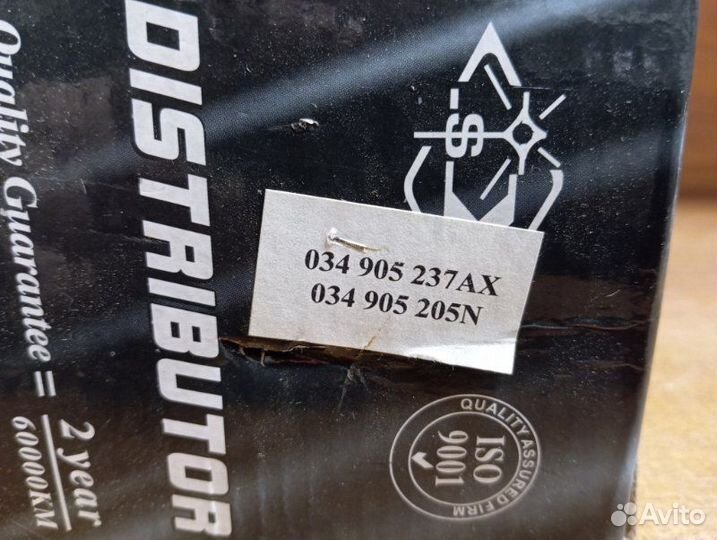 DISTRIBUTOR
Quality Guarantee = 2 year
60000KM
034 905 237AX
034 905 205N
QUALITY ASSURED FIRM
ISO
9001
Avito